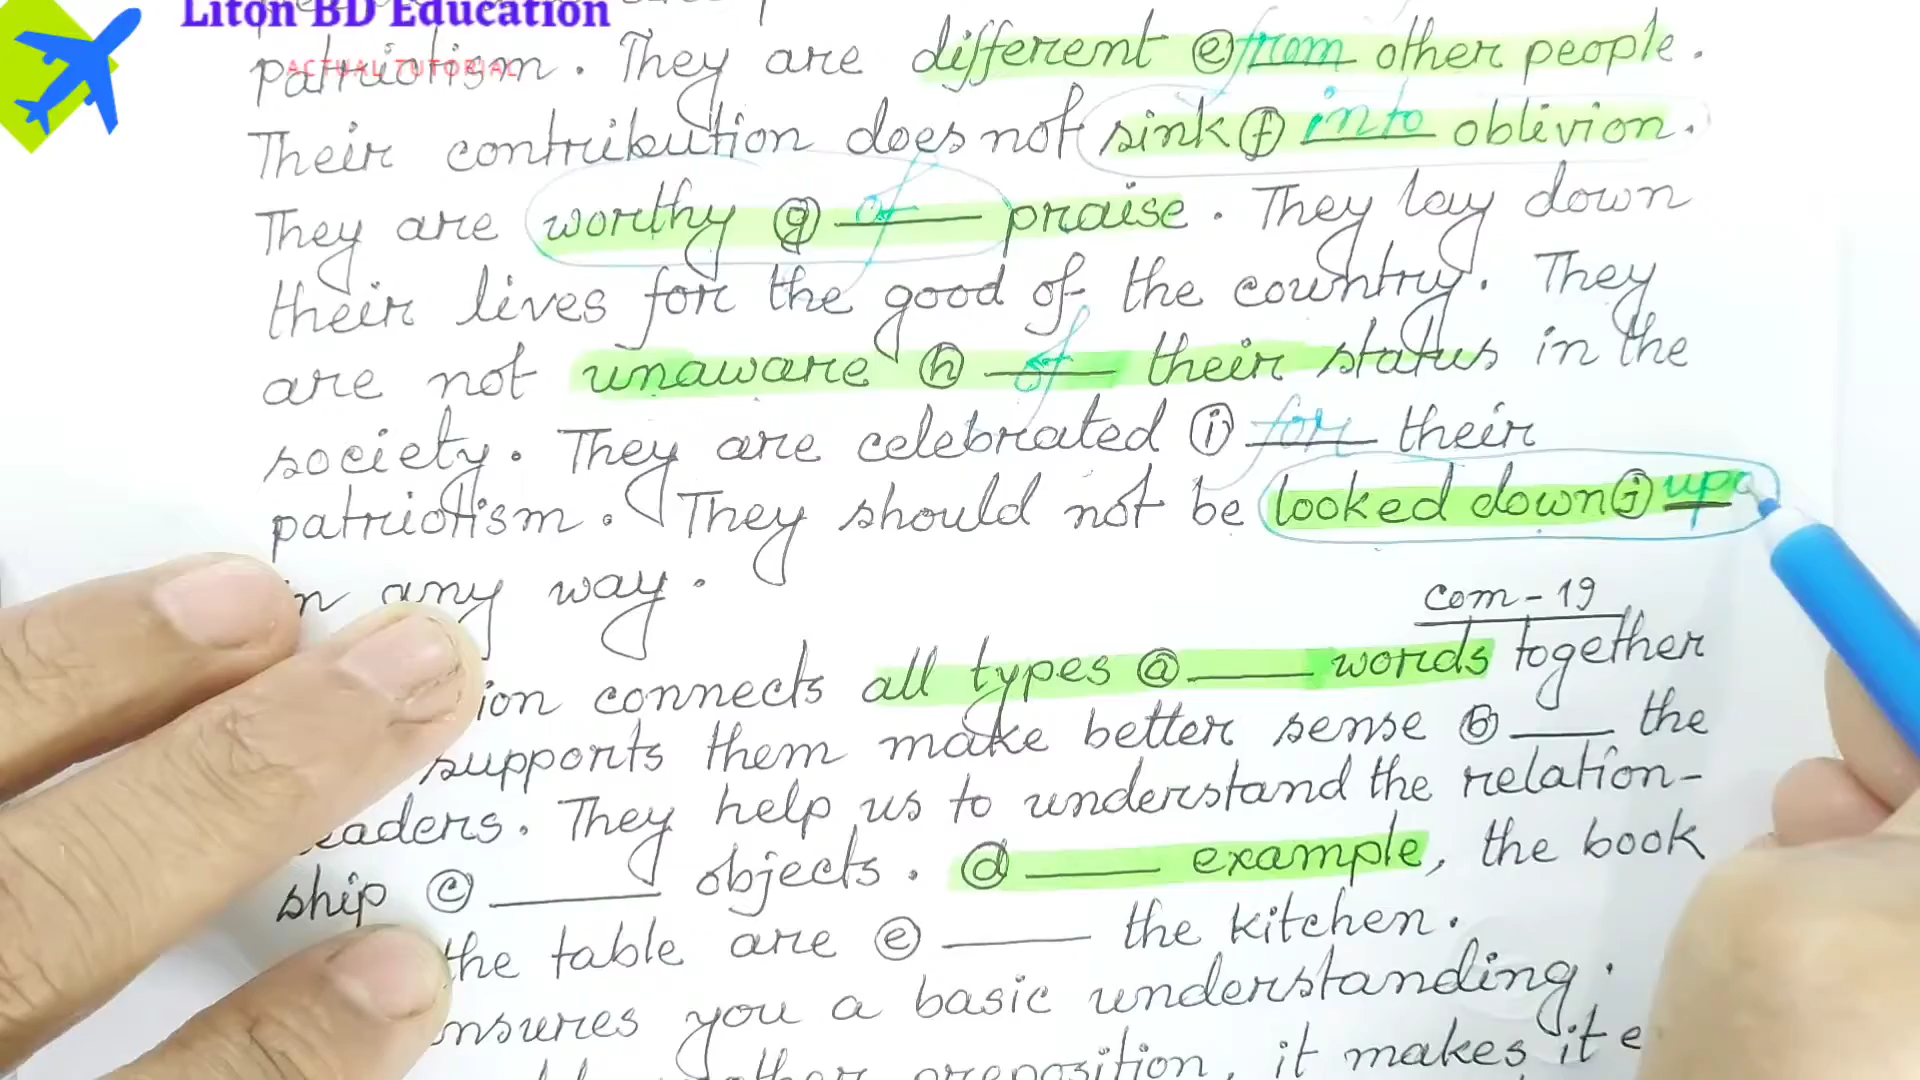 Liton BD Education
ACTUAL TUTORIAL
patriotism. They are different (e) from other people.
Their contribution does not sink (f) into oblivion.
They are worthy (g) of praise. They lay down
their lives for the good of the country. They
are not unaware (h) of their status in the
society. They are celebrated (i) for their
patriotism. They should not be looked down (j) upo
in any way.
com-19
ion connects all types (a) ____ words together
supports them make better sense (b) ____ the
eaders. They help us to understand the relation-
ship (c) ____ objects. (d) ____ example, the book
the table are (e) ____ the kitchen.
nsures you a basic understanding.
preposition, it makes it e